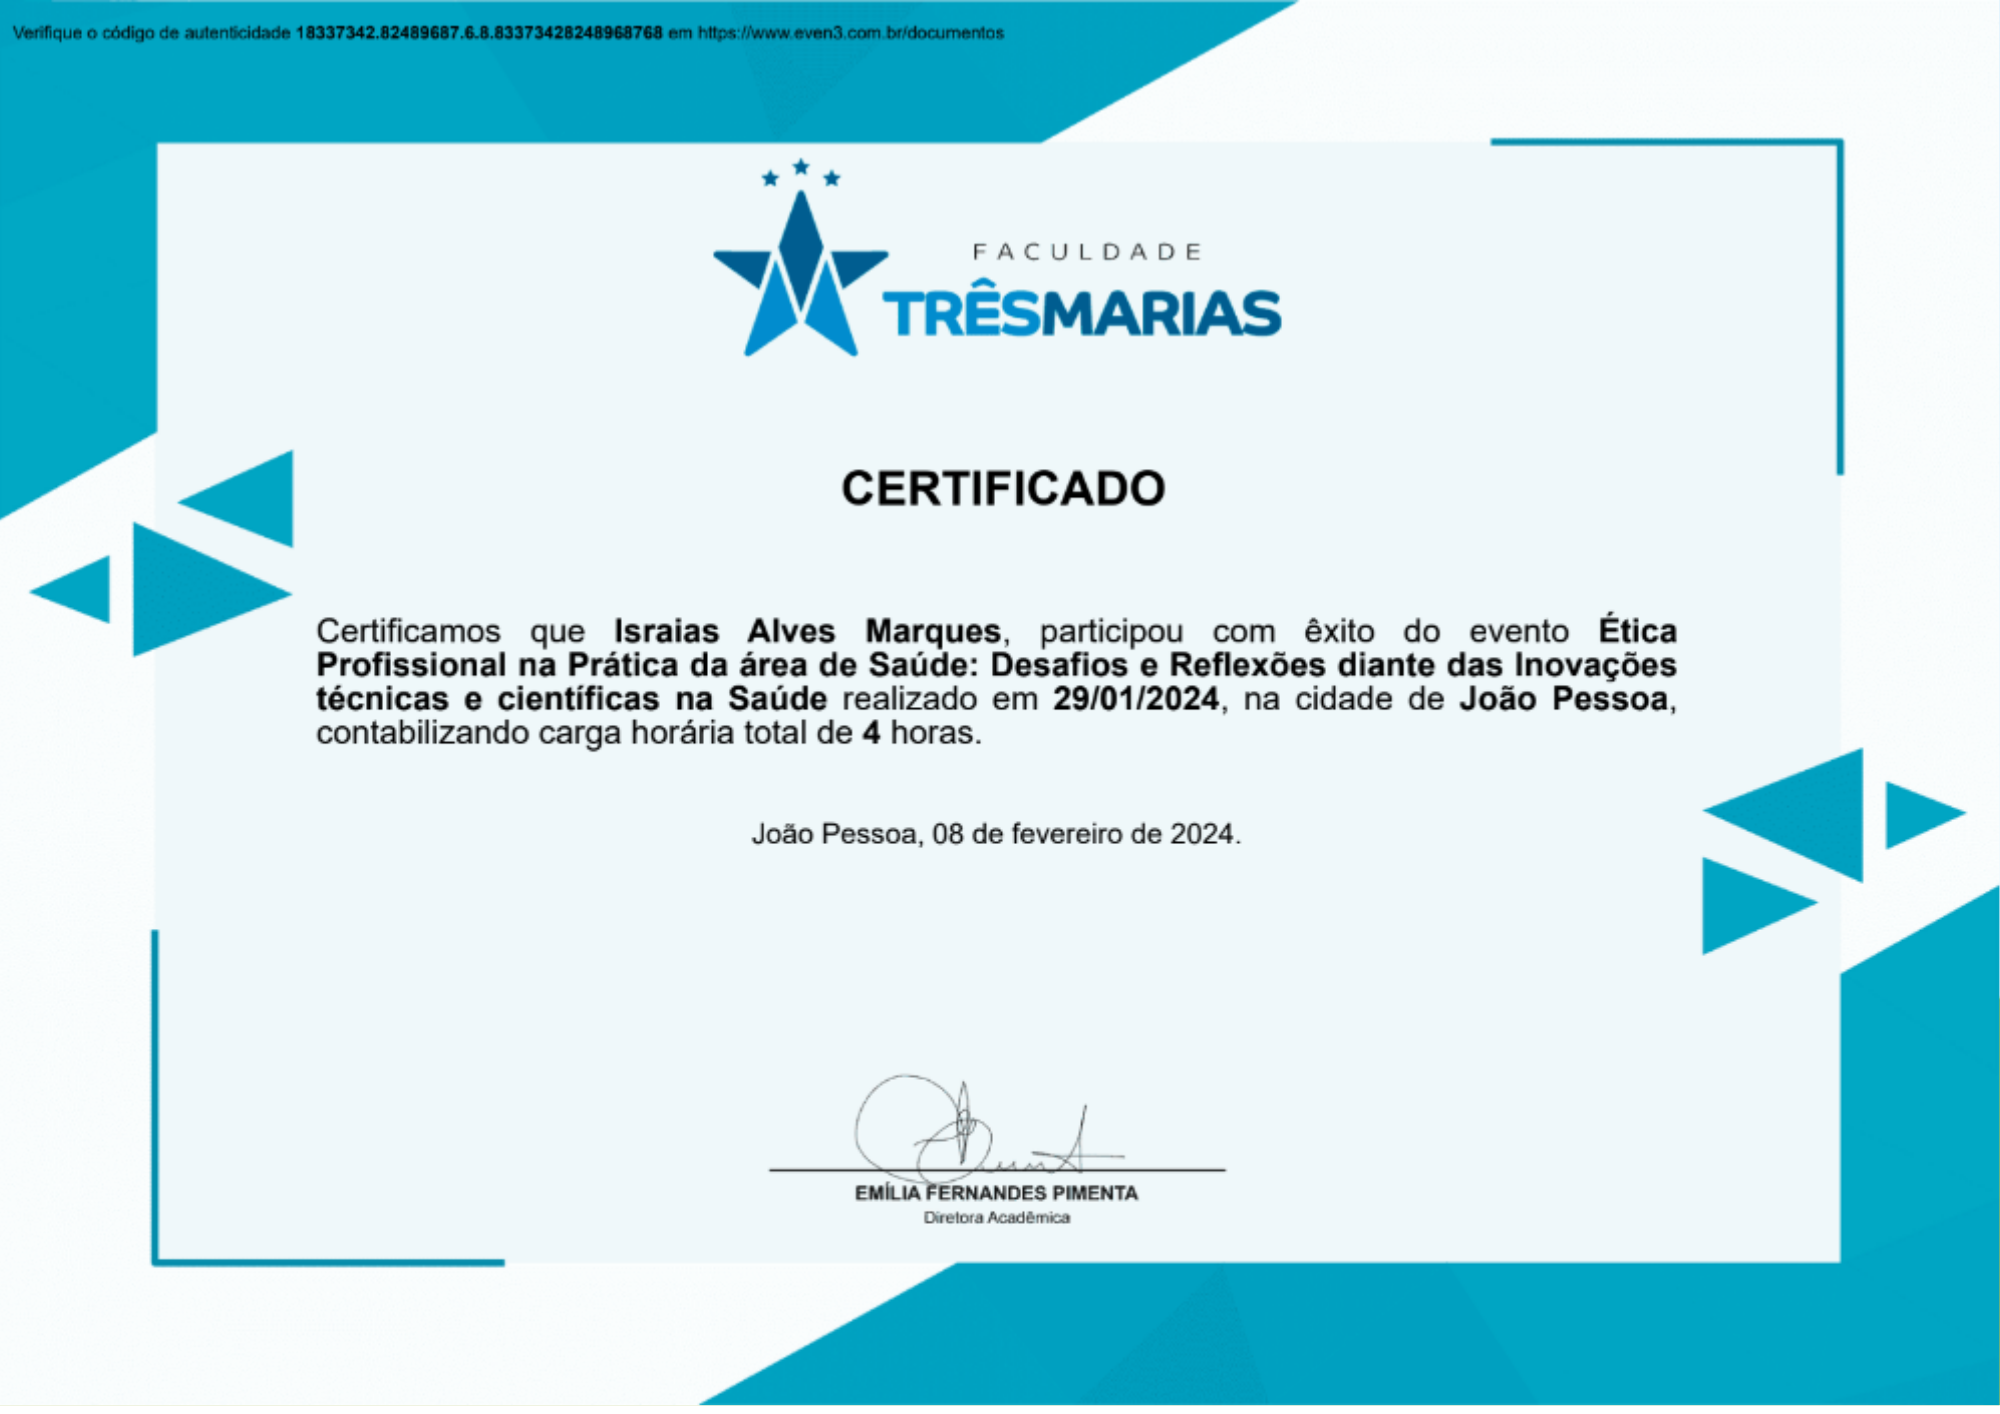 Verifique o código de autenticidade 18337342.82489687.6.8.83373428248968768 em https://www.even3.com.br/documentos
FACULDADE
TRÊSMARIAS
CERTIFICADO
Certificamos que Israias Alves Marques, participou com êxito do evento Ética
Profissional na Prática da área de Saúde: Desafios e Reflexões diante das Inovações
técnicas e científicas na Saúde realizado em 29/01/2024, na cidade de João Pessoa,
contabilizando carga horária total de 4 horas.
João Pessoa, 08 de fevereiro de 2024.
EMÍLIA FERNANDES PIMENTA
Diretora Acadêmica